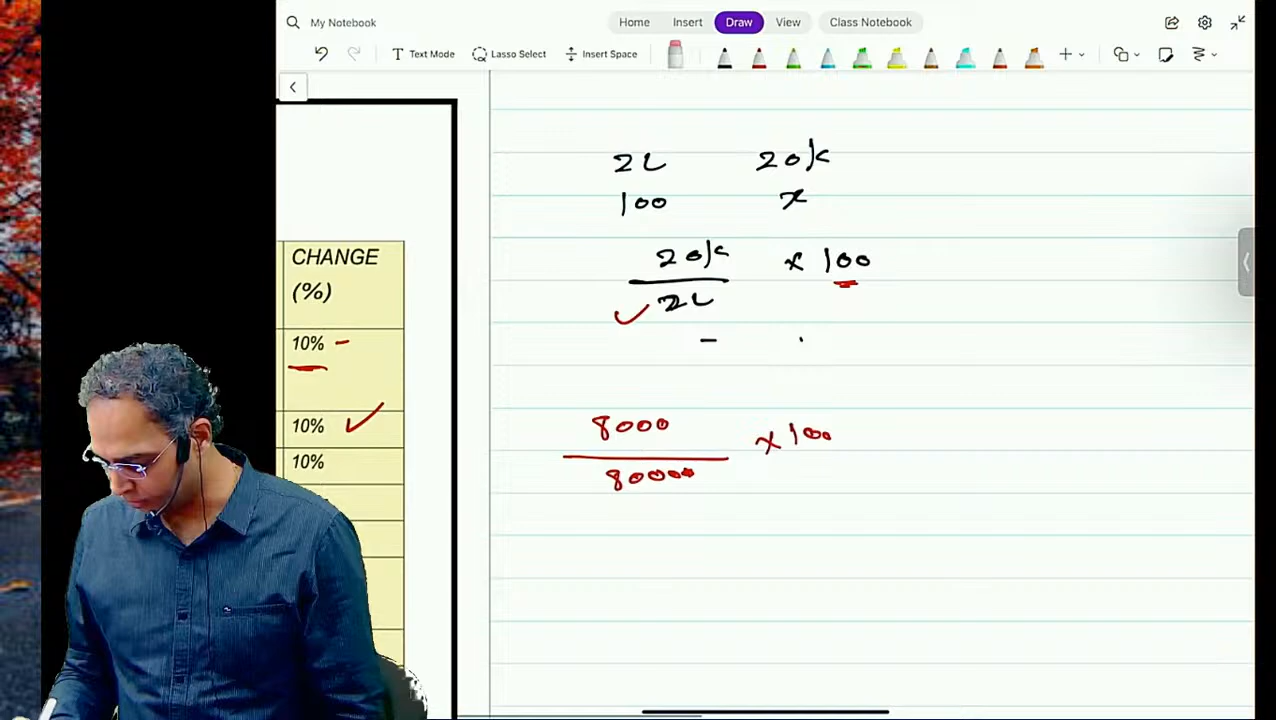 My Notebook
Home Insert Draw View Class Notebook
Text Mode Lasso Select Insert Space
CHANGE
(%)
10% -
10% ✓
10%
2L 20k
100 x
20k x 100
✓ 2L
8000 x 100
80000